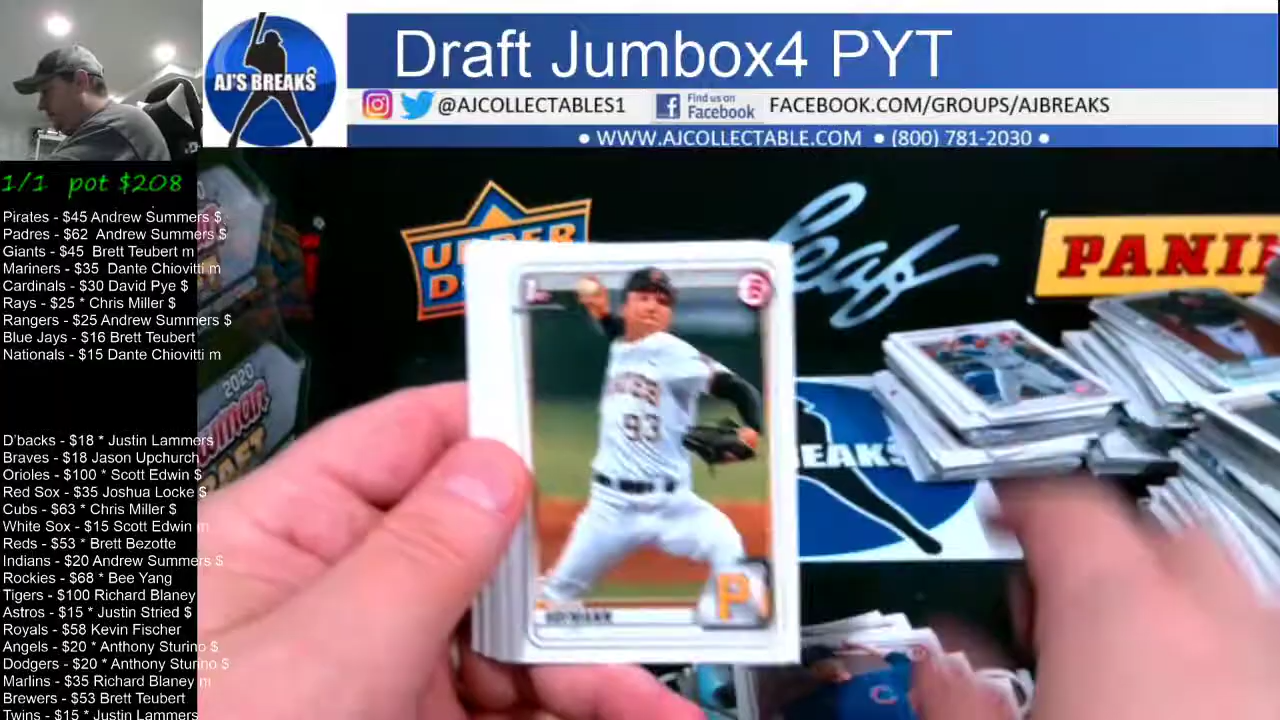 AJ'S BREAKS
Draft Jumbox4 PYT
@AJCOLLECTABLES1
Find us on
Facebook
FACEBOOK.COM/GROUPS/AJBREAKS
● WWW.AJCOLLECTABLE.COM ● (800) 781-2030 ●
1/1 pot $208
Pirates - $45 Andrew Summers $
Padres - $62 Andrew Summers $
Giants - $45 Brett Teubert m
Mariners - $35 Dante Chiovitti m
Cardinals - $30 David Pye $
Rays - $25 * Chris Miller $
Rangers - $25 Andrew Summers $
Blue Jays - $16 Brett Teubert
Nationals - $15 Dante Chiovitti m
D'backs - $18 * Justin Lammers
Braves - $18 Jason Upchurch
Orioles - $100 * Scott Edwin $
Red Sox - $35 Joshua Locke $
Cubs - $63 * Chris Miller $
White Sox - $15 Scott Edwin m
Reds - $53 * Brett Bezotte
Indians - $20 Andrew Summers $
Rockies - $68 * Bee Yang
Tigers - $100 Richard Blaney
Astros - $15 * Justin Stried $
Royals - $58 Kevin Fischer
Angels - $20 * Anthony Sturino $
Dodgers - $20 * Anthony Sturino $
Marlins - $35 Richard Blaney m
Brewers - $53 Brett Teubert
Twins - $15 * Justin Lammers
Leaf
PANINI
2020
93
P